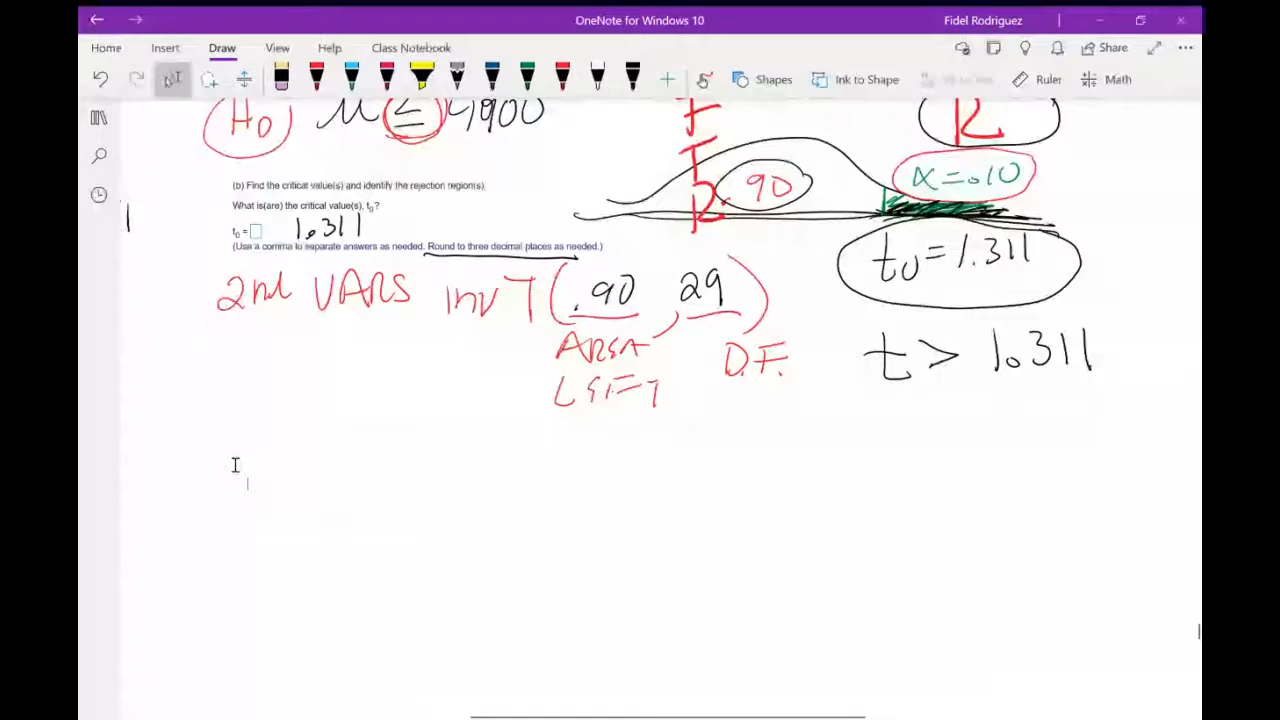 OneNote for Windows 10
Fidel Rodriguez
Home Insert Draw View Help Class Notebook
Share
Shapes Ink to Shape Ruler Math
H0 μ ≤ 4900
F
T
R
R
.90
α = .10
(b) Find the critical value(s) and identify the rejection region(s).
What is(are) the critical value(s), t0?
t0 = 1.311
(Use a comma to separate answers as needed. Round to three decimal places as needed.)
t0 = 1.311
2nd VARS invT(.90, 29)
AREA D.F.
LEFT
t > 1.311